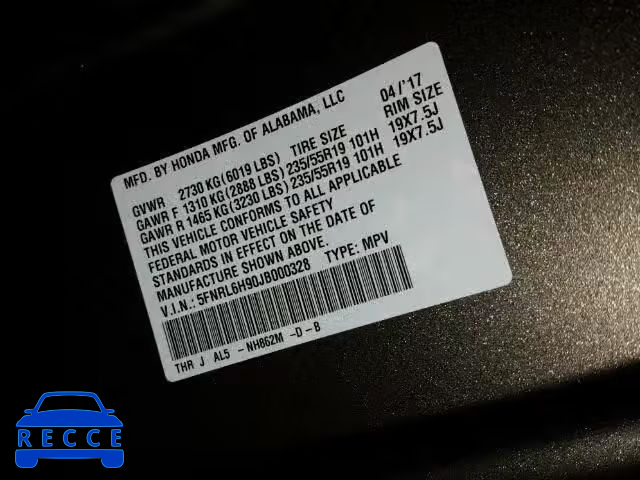 MFD. BY HONDA MFG. OF ALABAMA, LLC 04/'17
GVWR 2730 KG(6019 LBS) TIRE SIZE RIM SIZE
GAWR F 1310 KG(2888 LBS)235/55R19 101H 19X7.5J
GAWR R 1465 KG(3230 LBS)235/55R19 101H 19X7.5J
THIS VEHICLE CONFORMS TO ALL APPLICABLE
FEDERAL MOTOR VEHICLE SAFETY
STANDARDS IN EFFECT ON THE DATE OF
MANUFACTURE SHOWN ABOVE.
V.I.N.: 5FNRL6H90JB000328 TYPE: MPV
THR J AL5 -NH862M -D-B
RECCE